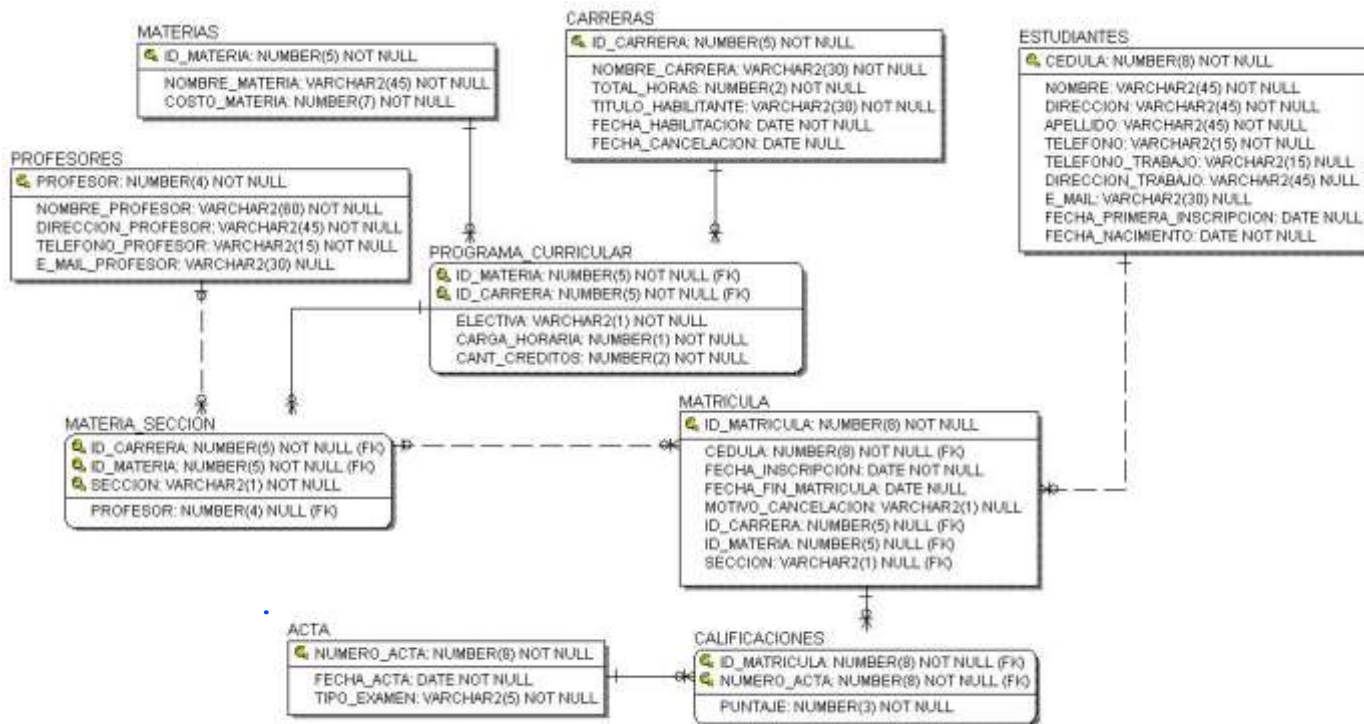 MATERIAS
ID_MATERIA: NUMBER(5) NOT NULL
NOMBRE_MATERIA: VARCHAR2(45) NOT NULL
COSTO_MATERIA: NUMBER(7) NOT NULL
CARRERAS
ID_CARRERA: NUMBER(5) NOT NULL
NOMBRE_CARRERA: VARCHAR2(30) NOT NULL
TOTAL_HORAS: NUMBER(2) NOT NULL
TITULO_HABILITANTE: VARCHAR2(30) NOT NULL
FECHA_HABILITACION: DATE NOT NULL
FECHA_CANCELACION: DATE NULL
ESTUDIANTES
CEDULA: NUMBER(8) NOT NULL
NOMBRE: VARCHAR2(45) NOT NULL
DIRECCION: VARCHAR2(45) NOT NULL
APELLIDO: VARCHAR2(45) NOT NULL
TELEFONO: VARCHAR2(15) NOT NULL
TELEFONO_TRABAJO: VARCHAR2(15) NULL
DIRECCION_TRABAJO: VARCHAR2(45) NULL
E_MAIL: VARCHAR2(30) NULL
FECHA_PRIMERA_INSCRIPCION: DATE NULL
FECHA_NACIMIENTO: DATE NOT NULL
PROFESORES
PROFESOR: NUMBER(4) NOT NULL
NOMBRE_PROFESOR: VARCHAR2(60) NOT NULL
DIRECCION_PROFESOR: VARCHAR2(45) NOT NULL
TELEFONO_PROFESOR: VARCHAR2(15) NOT NULL
E_MAIL_PROFESOR: VARCHAR2(30) NULL
PROGRAMA_CURRICULAR
ID_MATERIA: NUMBER(5) NOT NULL (FK)
ID_CARRERA: NUMBER(5) NOT NULL (FK)
ELECTIVA: VARCHAR2(1) NOT NULL
CARGA_HORARIA: NUMBER(1) NOT NULL
CANT_CREDITOS: NUMBER(2) NOT NULL
MATERIA_SECCION
ID_CARRERA: NUMBER(5) NOT NULL (FK)
ID_MATERIA: NUMBER(5) NOT NULL (FK)
SECCION: VARCHAR2(1) NOT NULL
PROFESOR: NUMBER(4) NULL (FK)
MATRICULA
ID_MATRICULA: NUMBER(8) NOT NULL
CEDULA: NUMBER(8) NOT NULL (FK)
FECHA_INSCRIPCION: DATE NOT NULL
FECHA_FIN_MATRICULA: DATE NULL
MOTIVO_CANCELACION: VARCHAR2(1) NULL
ID_CARRERA: NUMBER(5) NULL (FK)
ID_MATERIA: NUMBER(5) NULL (FK)
SECCION: VARCHAR2(1) NULL (FK)
ACTA
NUMERO_ACTA: NUMBER(8) NOT NULL
FECHA_ACTA: DATE NOT NULL
TIPO_EXAMEN: VARCHAR2(5) NOT NULL
CALIFICACIONES
ID_MATRICULA: NUMBER(8) NOT NULL (FK)
NUMERO_ACTA: NUMBER(8) NOT NULL (FK)
PUNTAJE: NUMBER(3) NOT NULL